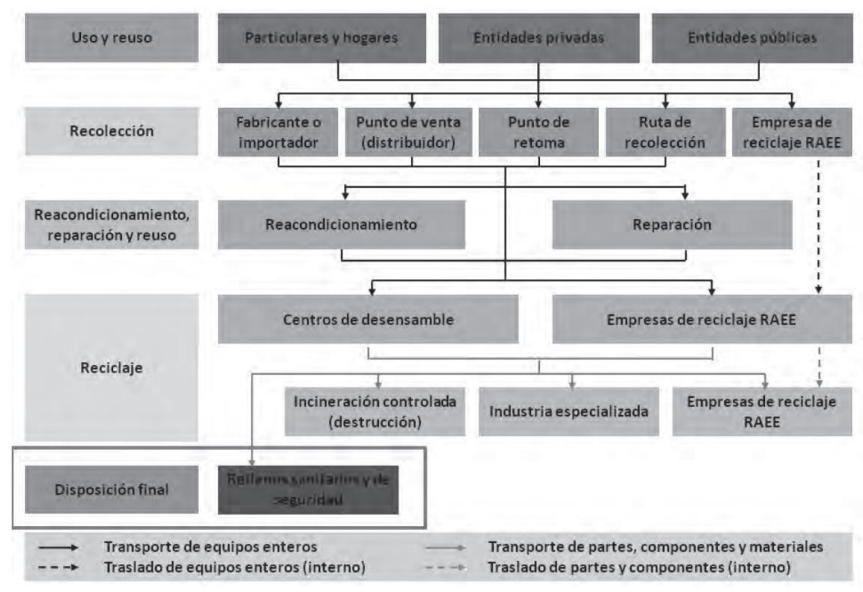 Uso y reuso
Particulares y hogares
Entidades privadas
Entidades públicas
Recolección
Fabricante o
importador
Punto de venta
(distribuidor)
Punto de
retoma
Ruta de
recolección
Empresa de
reciclaje RAEE
Reacondicionamiento,
reparación y reuso
Reacondicionamiento
Reparación
Reciclaje
Centros de desensamble
Empresas de reciclaje RAEE
Incineración controlada
(destrucción)
Industria especializada
Empresas de reciclaje
RAEE
Disposición final
Rellenos sanitarios y de
seguridad
Transporte de equipos enteros
Transporte de partes, componentes y materiales
Traslado de equipos enteros (interno)
Traslado de partes y componentes (interno)